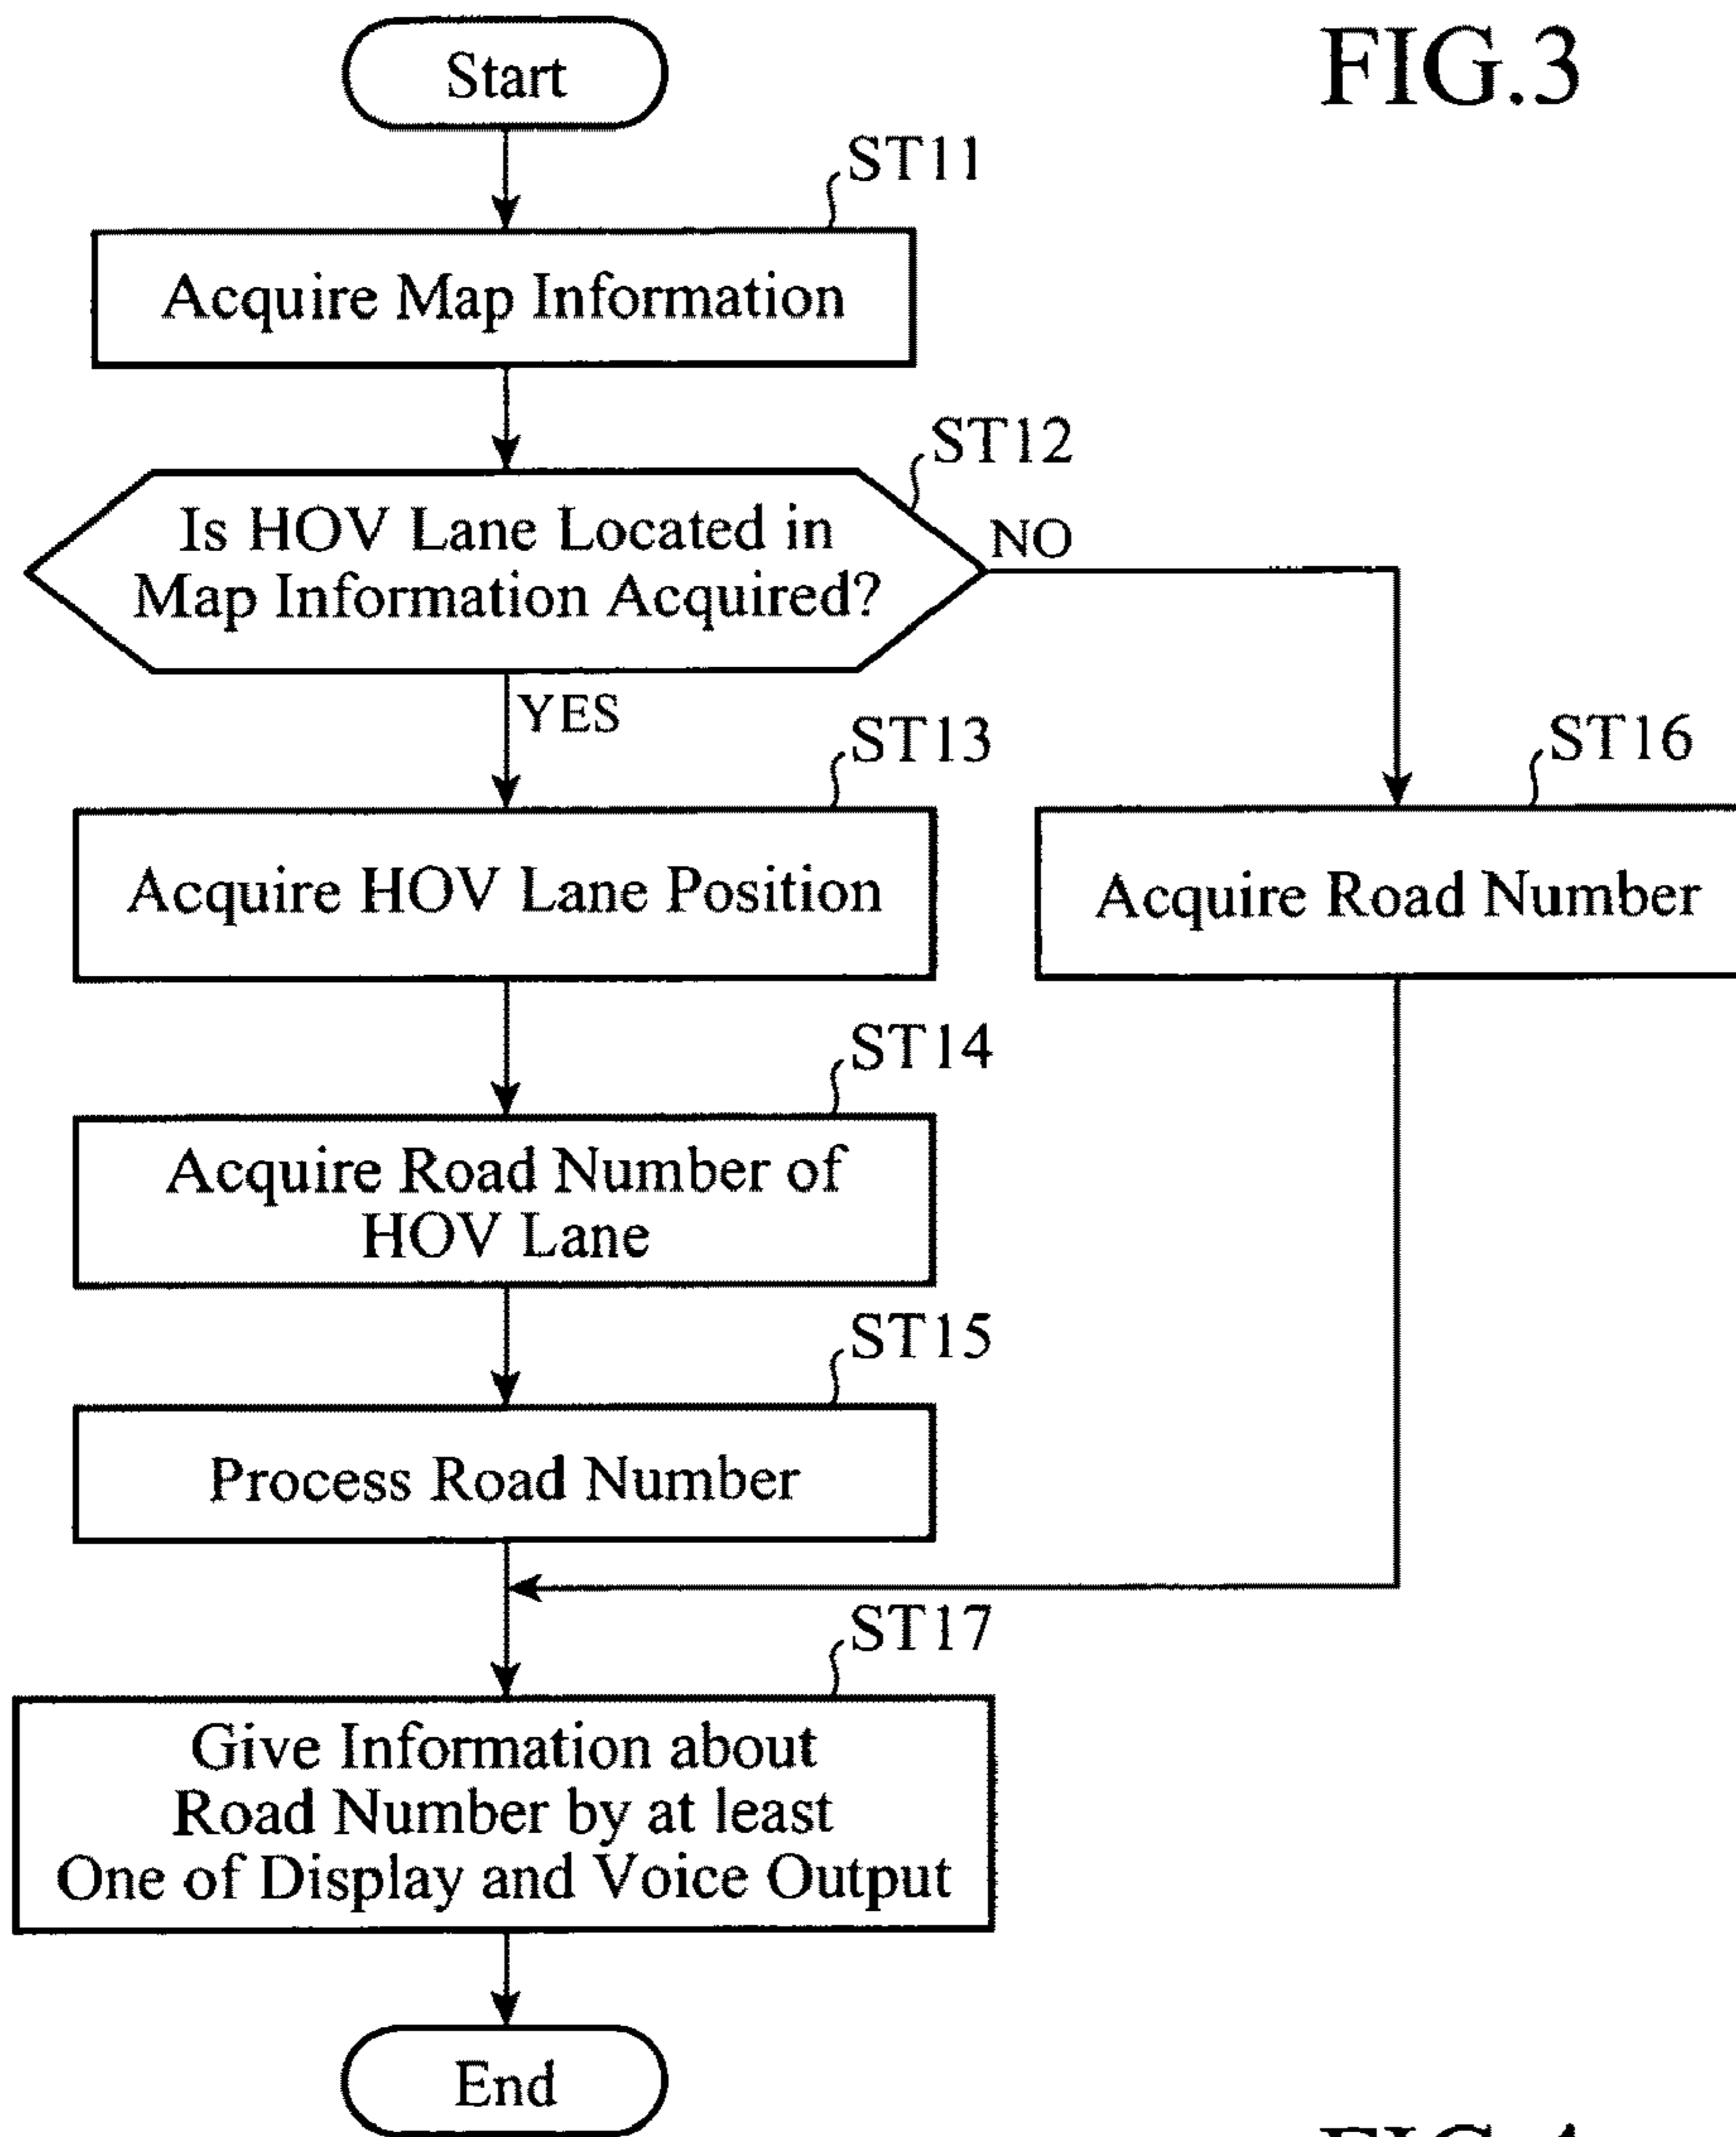 FIG.3
Start
ST11
Acquire Map Information
ST12
Is HOV Lane Located in
Map Information Acquired?
NO
YES
ST13
Acquire HOV Lane Position
ST16
Acquire Road Number
ST14
Acquire Road Number of
HOV Lane
ST15
Process Road Number
ST17
Give Information about
Road Number by at least
One of Display and Voice Output
End